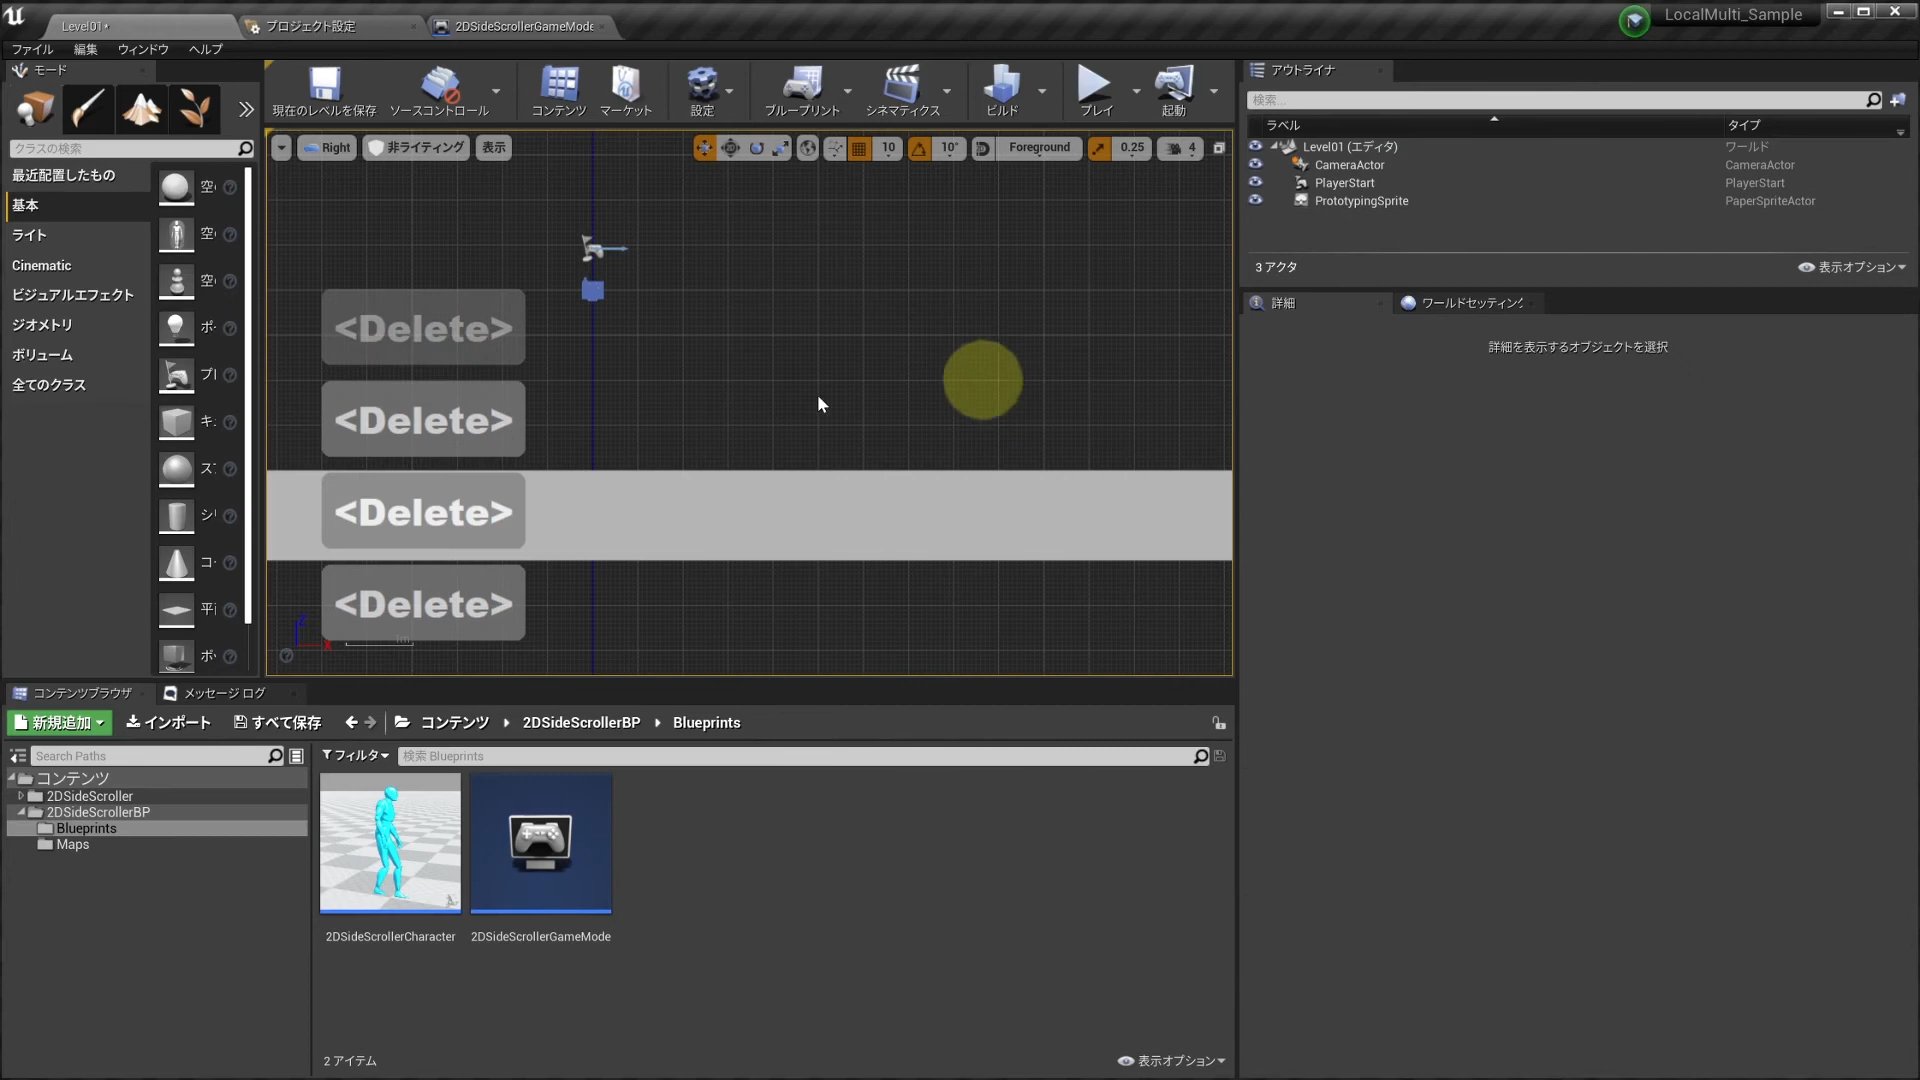 Level01*
プロジェクト設定
2DSideScrollerGameMode
LocalMulti_Sample
ファイル 編集 ウィンドウ ヘルプ
モード
現在のレベルを保存
ソースコントロール
コンテンツ
マーケット
設定
ブループリント
シネマティクス
ビルド
プレイ
起動
クラスの検索
最近配置したもの
基本
ライト
Cinematic
ビジュアルエフェクト
ジオメトリ
ボリューム
全てのクラス
Right
非ライティング
表示
10
10°
Foreground
0.25
4
<Delete>
<Delete>
<Delete>
<Delete>
Z
X
1m
アウトライナ
検索...
ラベル
タイプ
Level01 (エディタ) ワールド
CameraActor CameraActor
PlayerStart PlayerStart
PrototypingSprite PaperSpriteActor
3 アクタ
表示オプション
詳細
ワールドセッティング
詳細を表示するオブジェクトを選択
コンテンツブラウザ
メッセージ ログ
新規追加
インポート
すべて保存
コンテンツ
2DSideScrollerBP
Blueprints
Search Paths
フィルタ
検索 Blueprints
コンテンツ
2DSideScroller
2DSideScrollerBP
Blueprints
Maps
2DSideScrollerCharacter
2DSideScrollerGameMode
2 アイテム
表示オプション